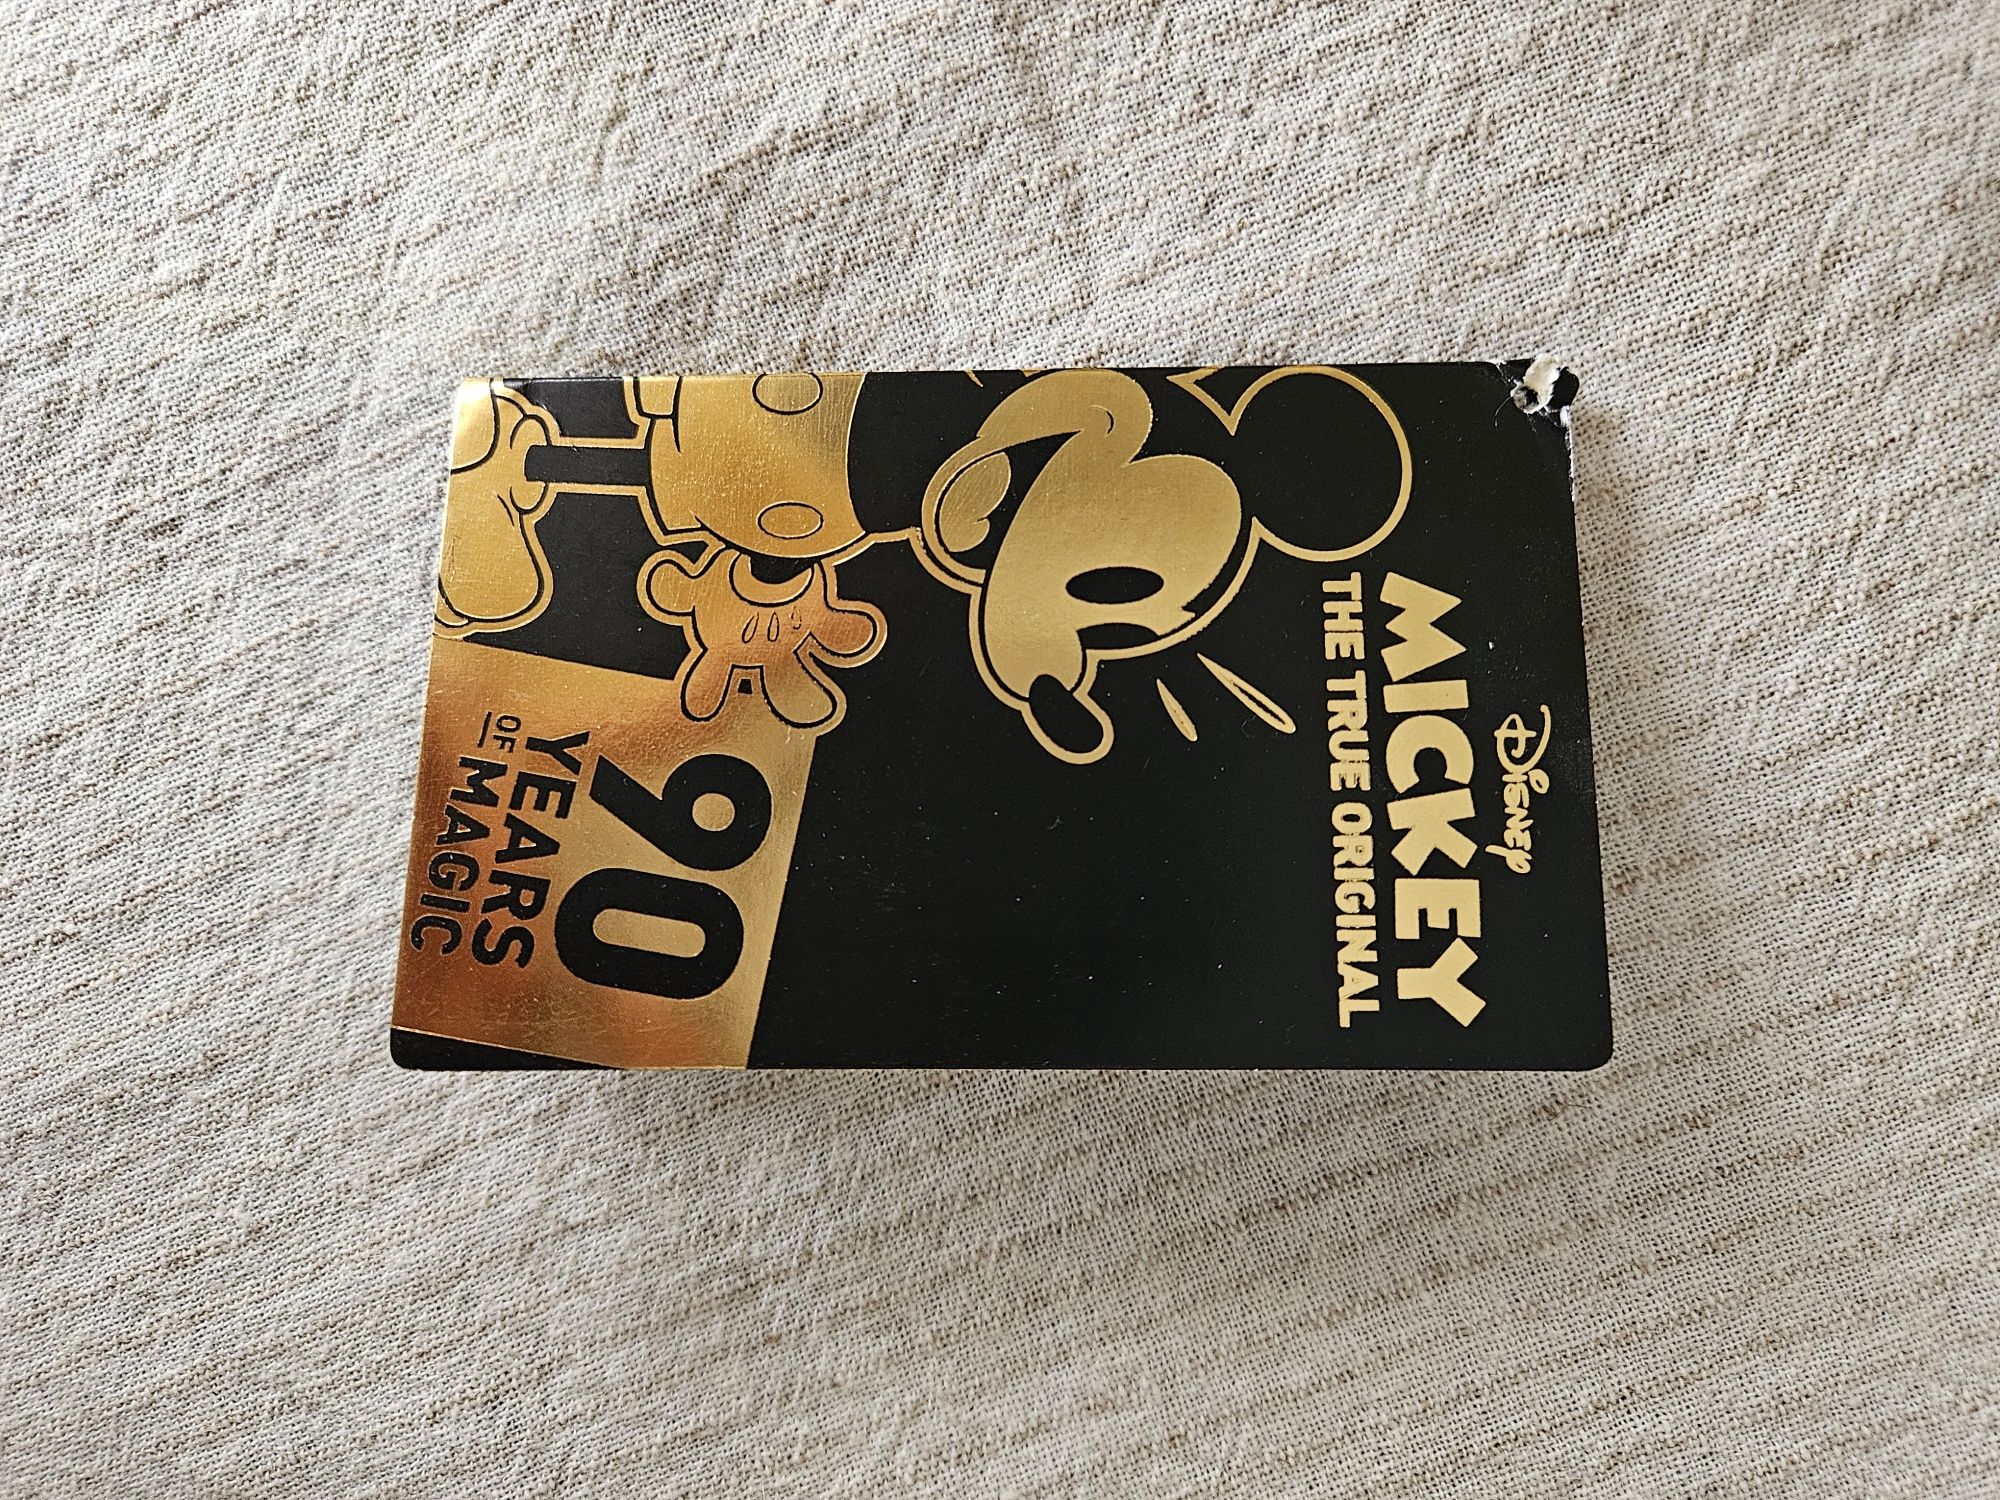 Disney
MICKEY
THE TRUE ORIGINAL
90
YEARS
OF MAGIC